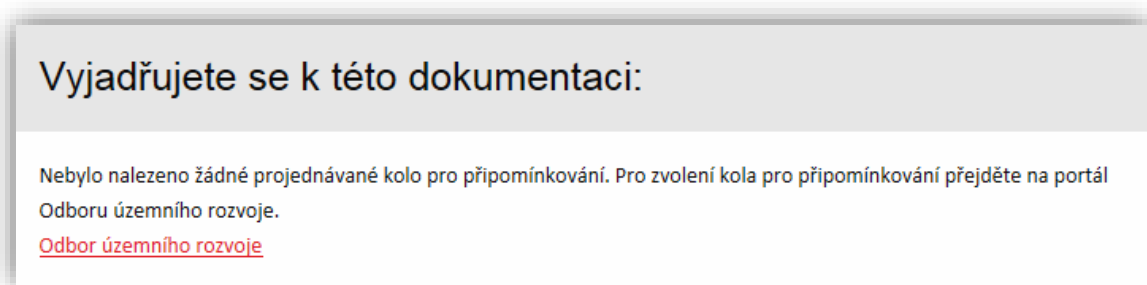 Vyjadřujete se k této dokumentaci:
Nebylo nalezeno žádné projednávané kolo pro připomínkování. Pro zvolení kola pro připomínkování přejděte na portál
Odboru územního rozvoje.
Odbor územního rozvoje